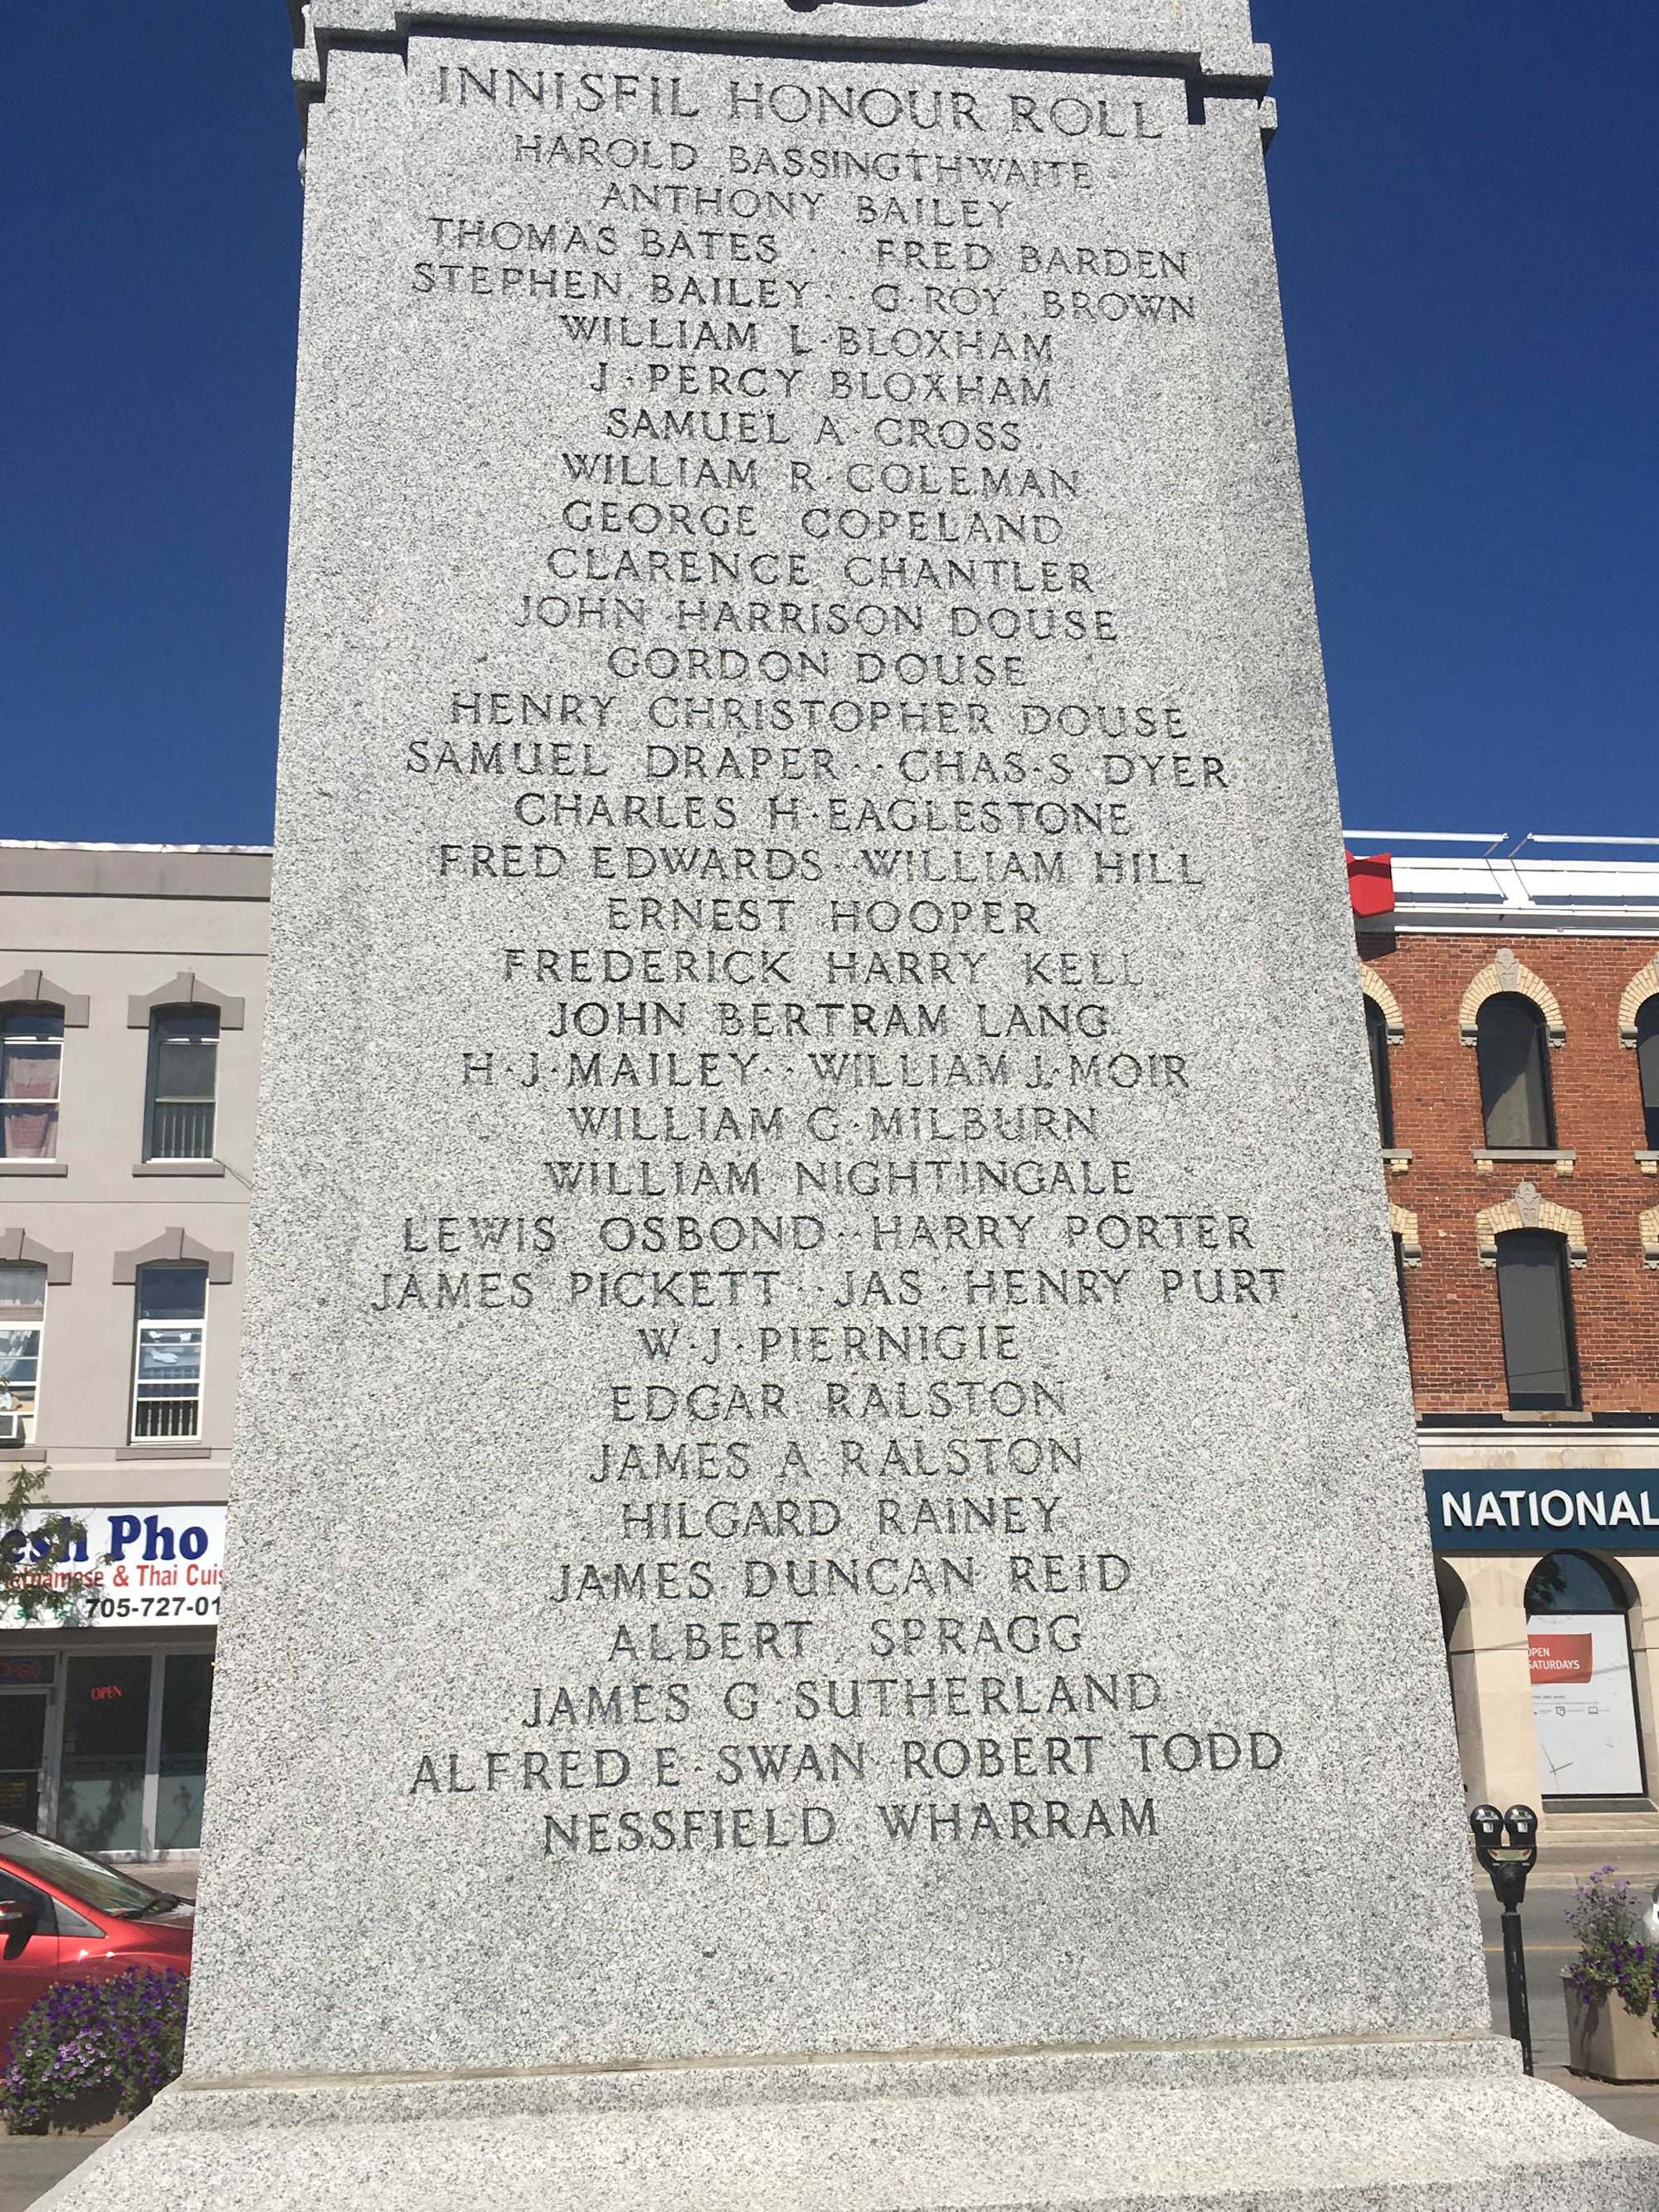 INNISFIL HONOUR ROLL
HAROLD BASSINGTHWAITE
ANTHONY BAILEY
THOMAS BATES · · FRED BARDEN
STEPHEN BAILEY · · G·ROY BROWN
WILLIAM L·BLOXHAM
J·PERCY BLOXHAM
SAMUEL A·CROSS
WILLIAM R·COLEMAN
GEORGE COPELAND
CLARENCE CHANTLER
JOHN HARRISON DOUSE
GORDON DOUSE
HENRY CHRISTOPHER DOUSE
SAMUEL DRAPER · · CHAS·S·DYER
CHARLES H·EAGLESTONE
FRED EDWARDS · · WILLIAM HILL
ERNEST HOOPER
FREDERICK HARRY KELL
JOHN BERTRAM LANG
H·J·MAILEY · · WILLIAM J·MOIR
WILLIAM G·MILBURN
WILLIAM NIGHTINGALE
LEWIS OSBOND · · HARRY PORTER
JAMES PICKETT · · JAS·HENRY PURT
W·J·PIERNIGIE
EDGAR RALSTON
JAMES A·RALSTON
HILGARD RAINEY
JAMES DUNCAN REID
ALBERT SPRAGG
JAMES G·SUTHERLAND
ALFRED E·SWAN · ROBERT TODD
NESSFIELD WHARRAM
esh Pho
& Thai Cuis
705-727-01
OPEN
NATIONAL
OPEN
SATURDAYS